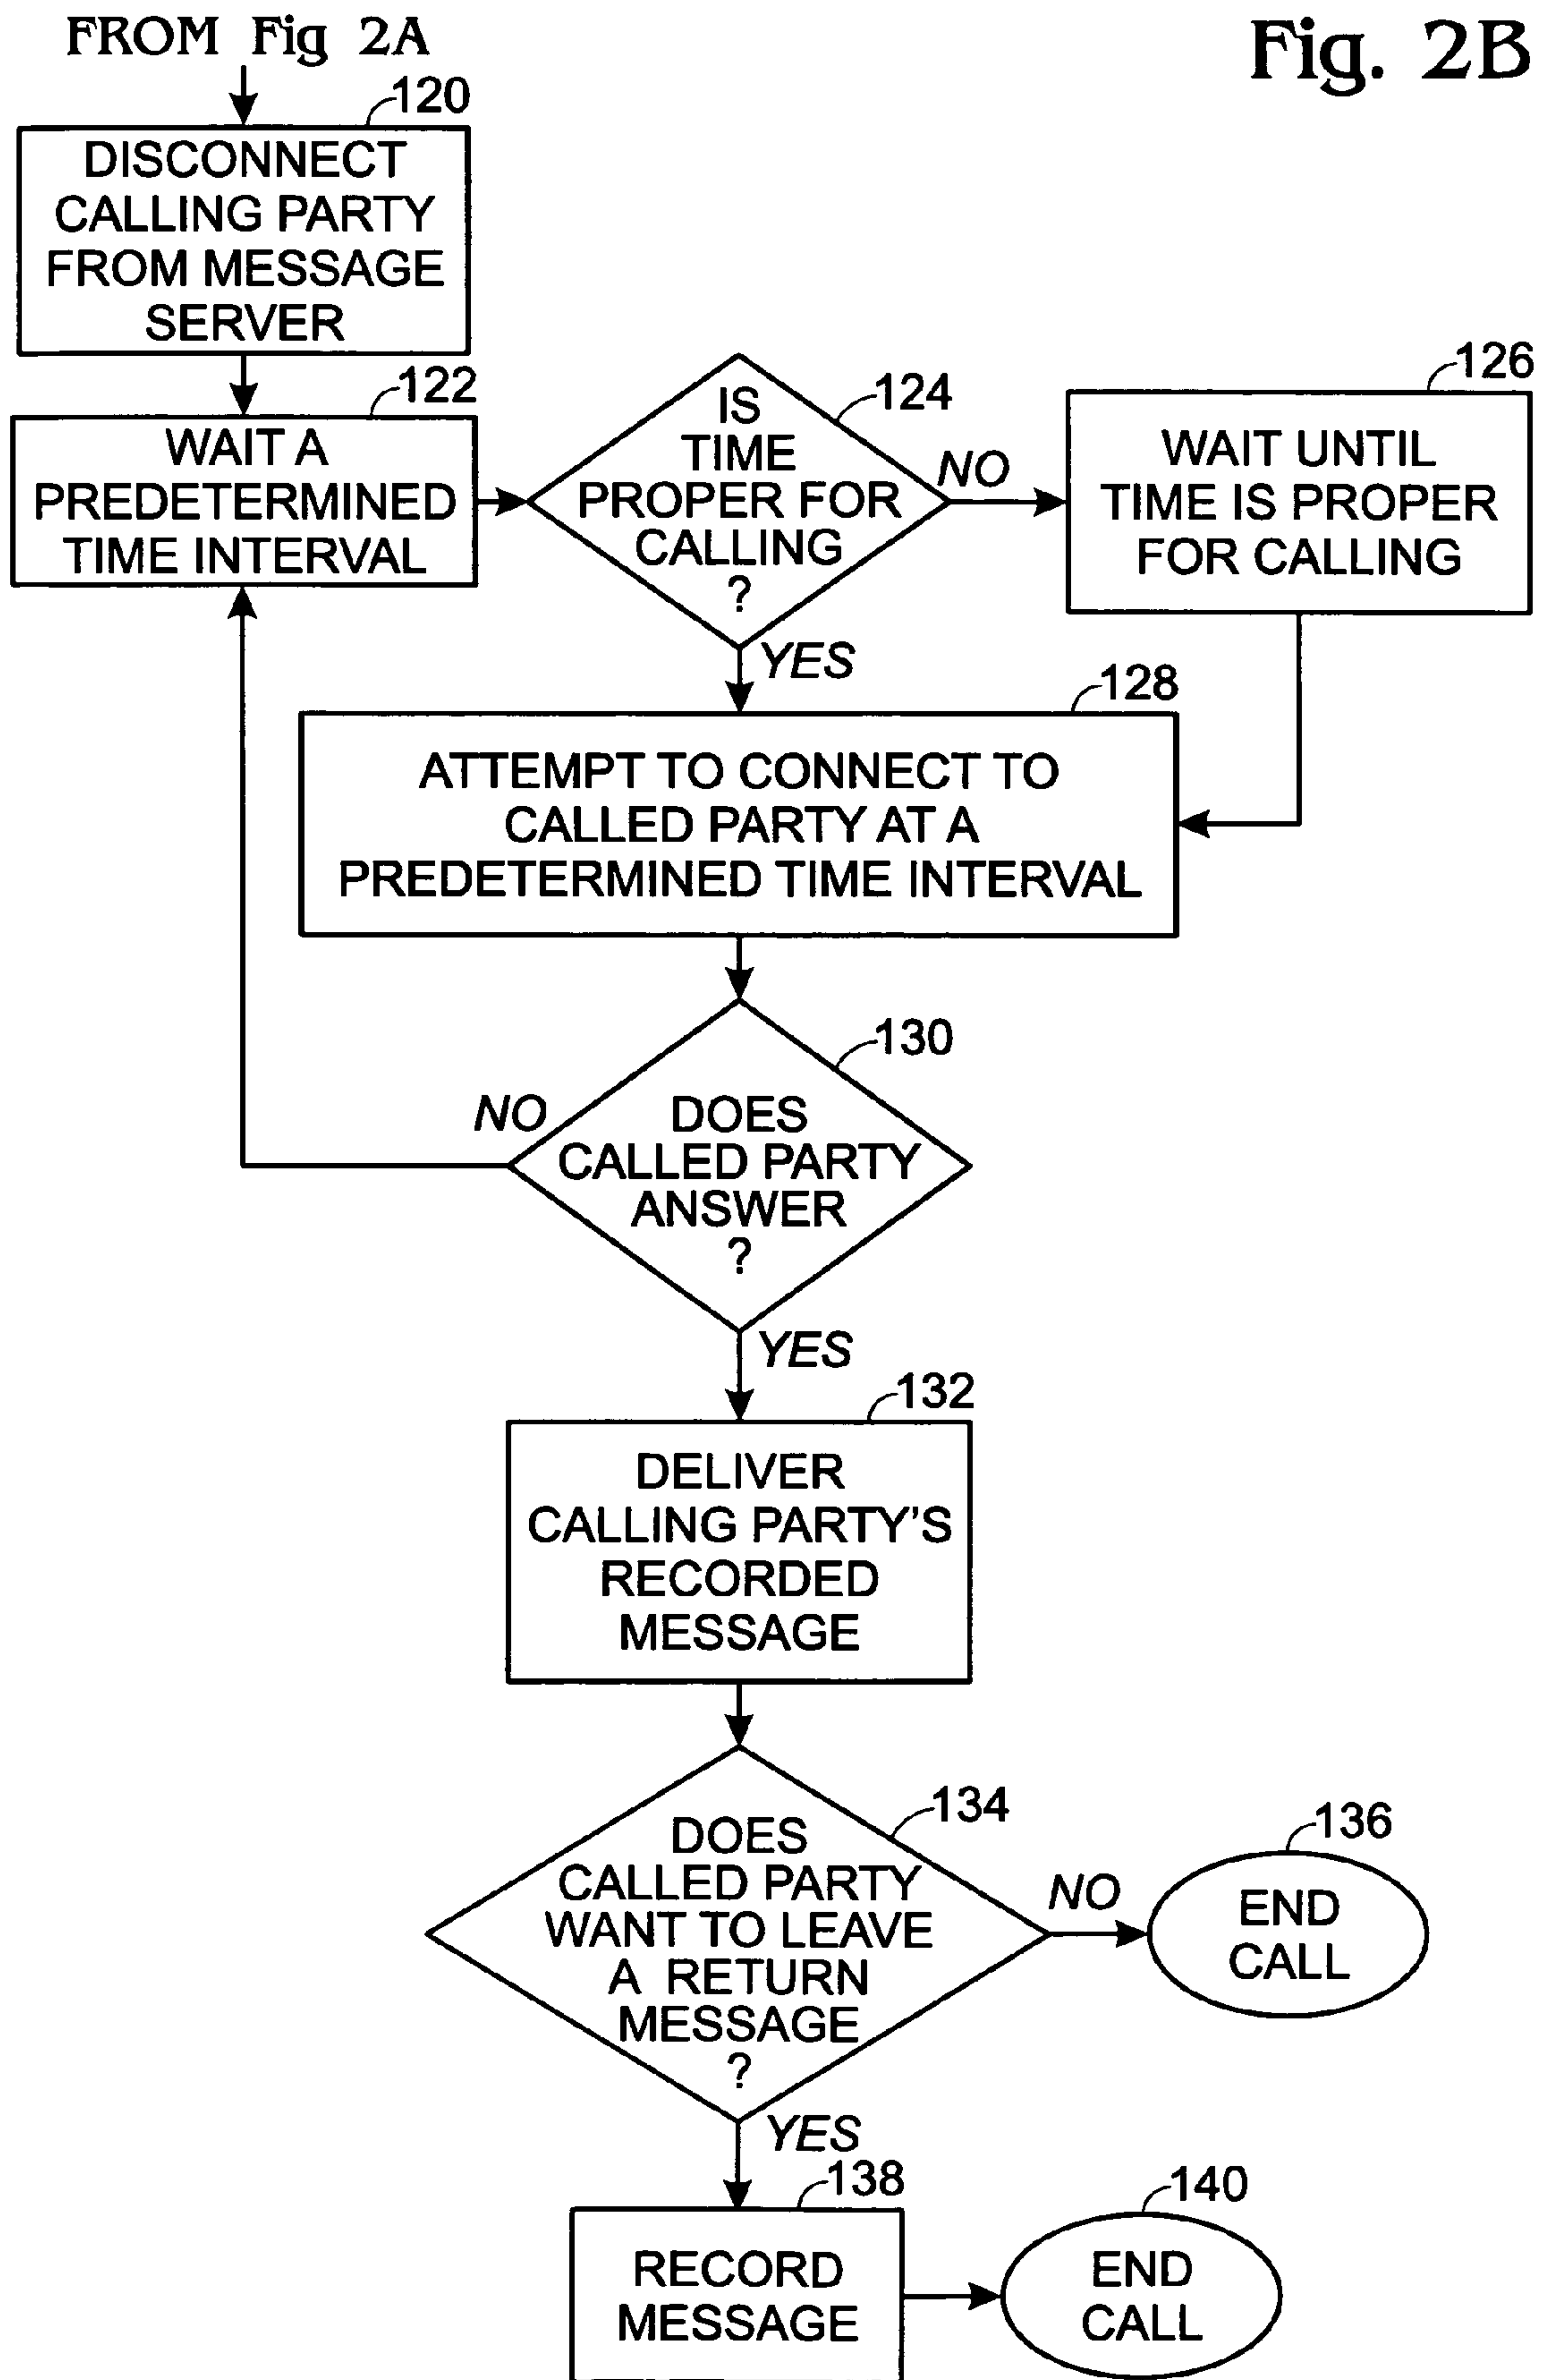 FROM Fig 2A
Fig. 2B
120
DISCONNECT
CALLING PARTY
FROM MESSAGE
SERVER
122
WAIT A
PREDETERMINED
TIME INTERVAL
124
IS
TIME
PROPER FOR
CALLING
?
NO
126
WAIT UNTIL
TIME IS PROPER
FOR CALLING
YES
128
ATTEMPT TO CONNECT TO
CALLED PARTY AT A
PREDETERMINED TIME INTERVAL
130
NO
DOES
CALLED PARTY
ANSWER
?
YES
132
DELIVER
CALLING PARTY'S
RECORDED
MESSAGE
134
DOES
CALLED PARTY
WANT TO LEAVE
A RETURN
MESSAGE
?
NO
136
END
CALL
YES
138
RECORD
MESSAGE
140
END
CALL